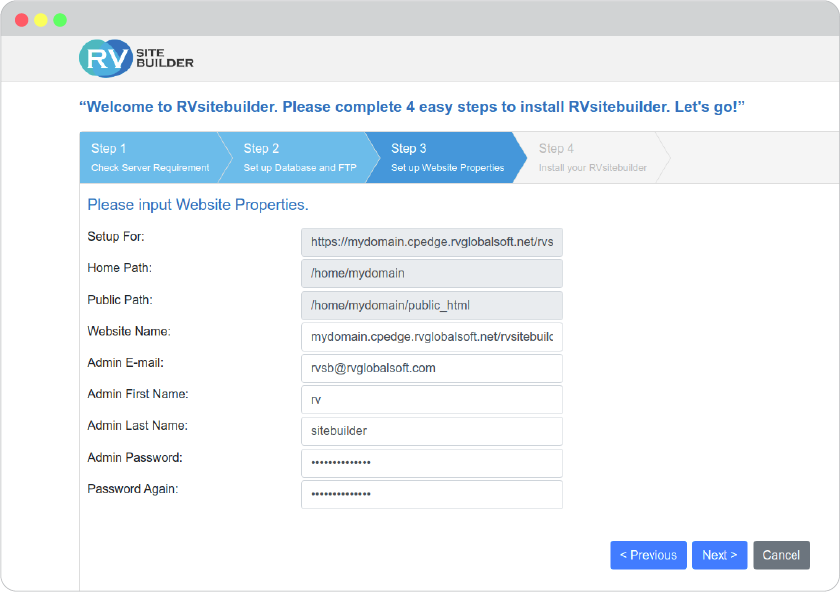 RV SITE
BUILDER
“Welcome to RVsitebuilder. Please complete 4 easy steps to install RVsitebuilder. Let's go!”
Step 1
Check Server Requirement
Step 2
Set up Database and FTP
Step 3
Set up Website Properties
Step 4
Install your RVsitebuilder
Please input Website Properties.
Setup For:
https://mydomain.cpedge.rvglobalsoft.net/rvs
Home Path:
/home/mydomain
Public Path:
/home/mydomain/public_html
Website Name:
mydomain.cpedge.rvglobalsoft.net/rvsitebuild
Admin E-mail:
rvsb@rvglobalsoft.com
Admin First Name:
rv
Admin Last Name:
sitebuilder
Admin Password:
••••••••••••••
Password Again:
••••••••••••••
< Previous
Next >
Cancel